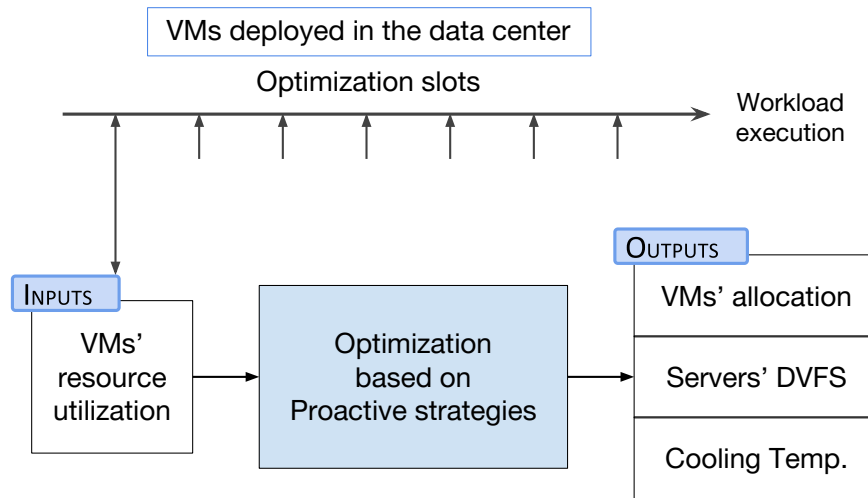 VMs deployed in the data center
Optimization slots
Workload
execution
INPUTS
VMs’
resource
utilization
Optimization
based on
Proactive strategies
OUTPUTS
VMs’ allocation
Servers’ DVFS
Cooling Temp.